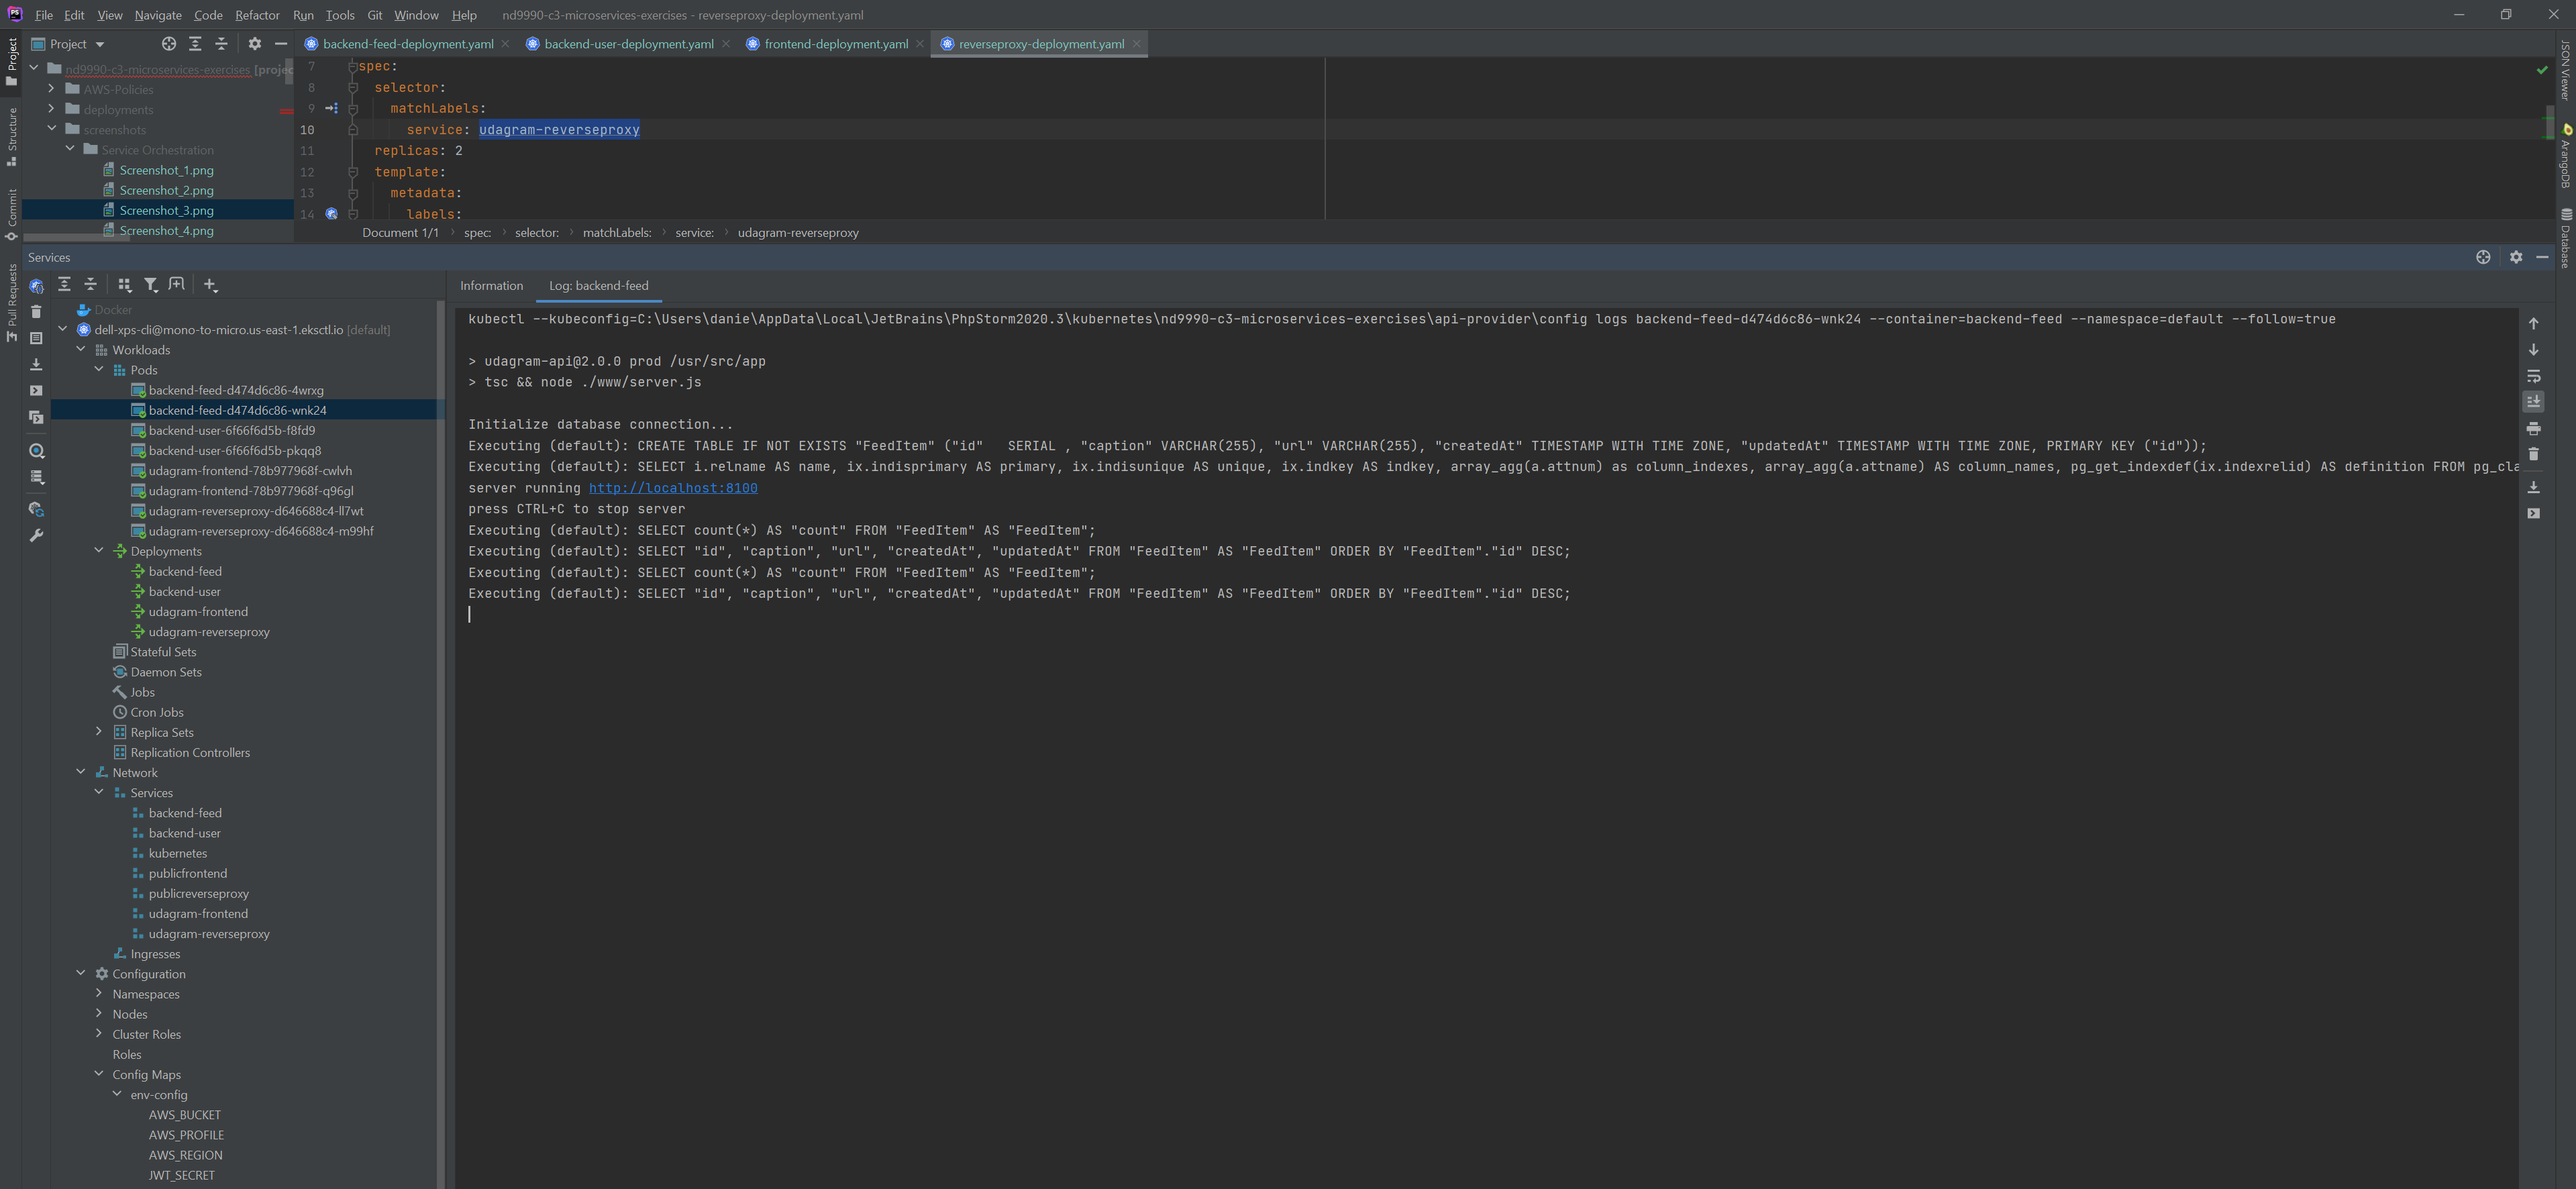 PS File Edit View Navigate Code Refactor Run Tools Git Window Help nd9990-c3-microservices-exercises - reverseproxy-deployment.yaml
Project
backend-feed-deployment.yaml
backend-user-deployment.yaml
frontend-deployment.yaml
reverseproxy-deployment.yaml
Project
Structure
Commit
Pull Requests
nd9990-c3-microservices-exercises [projec
AWS-Policies
deployments
screenshots
Service Orchestration
Screenshot_1.png
Screenshot_2.png
Screenshot_3.png
Screenshot_4.png
7 spec:
8 selector:
9 matchLabels:
10 service: udagram-reverseproxy
11 replicas: 2
12 template:
13 metadata:
14 labels:
Document 1/1 spec: selector: matchLabels: service: udagram-reverseproxy
JSON Viewer
ArangoDB
Database
Services
Docker
dell-xps-cli@mono-to-micro.us-east-1.eksctl.io [default]
Workloads
Pods
backend-feed-d474d6c86-4wrxg
backend-feed-d474d6c86-wnk24
backend-user-6f66f6d5b-f8fd9
backend-user-6f66f6d5b-pkqq8
udagram-frontend-78b977968f-cwlvh
udagram-frontend-78b977968f-q96gl
udagram-reverseproxy-d646688c4-ll7wt
udagram-reverseproxy-d646688c4-m99hf
Deployments
backend-feed
backend-user
udagram-frontend
udagram-reverseproxy
Stateful Sets
Daemon Sets
Jobs
Cron Jobs
Replica Sets
Replication Controllers
Network
Services
backend-feed
backend-user
kubernetes
publicfrontend
publicreverseproxy
udagram-frontend
udagram-reverseproxy
Ingresses
Configuration
Namespaces
Nodes
Cluster Roles
Roles
Config Maps
env-config
AWS_BUCKET
AWS_PROFILE
AWS_REGION
JWT_SECRET
Information
Log: backend-feed
kubectl --kubeconfig=C:\Users\danie\AppData\Local\JetBrains\PhpStorm2020.3\kubernetes\nd9990-c3-microservices-exercises\api-provider\config logs backend-feed-d474d6c86-wnk24 --container=backend-feed --namespace=default --follow=true
> udagram-api@2.0.0 prod /usr/src/app
> tsc && node ./www/server.js
Initialize database connection...
Executing (default): CREATE TABLE IF NOT EXISTS "FeedItem" ("id"   SERIAL , "caption" VARCHAR(255), "url" VARCHAR(255), "createdAt" TIMESTAMP WITH TIME ZONE, "updatedAt" TIMESTAMP WITH TIME ZONE, PRIMARY KEY ("id"));
Executing (default): SELECT i.relname AS name, ix.indisprimary AS primary, ix.indisunique AS unique, ix.indkey AS indkey, array_agg(a.attnum) as column_indexes, array_agg(a.attname) AS column_names, pg_get_indexdef(ix.indexrelid) AS definition FROM pg_cla
server running http://localhost:8100
press CTRL+C to stop server
Executing (default): SELECT count(*) AS "count" FROM "FeedItem" AS "FeedItem";
Executing (default): SELECT "id", "caption", "url", "createdAt", "updatedAt" FROM "FeedItem" AS "FeedItem" ORDER BY "FeedItem"."id" DESC;
Executing (default): SELECT count(*) AS "count" FROM "FeedItem" AS "FeedItem";
Executing (default): SELECT "id", "caption", "url", "createdAt", "updatedAt" FROM "FeedItem" AS "FeedItem" ORDER BY "FeedItem"."id" DESC;